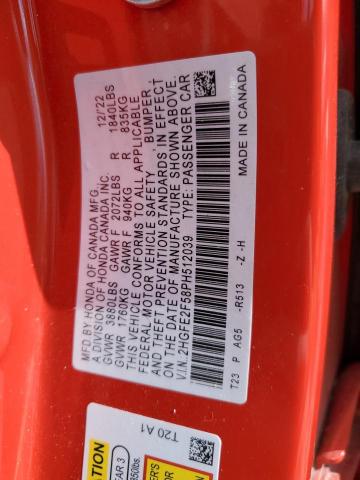 MFD BY HONDA OF CANADA MFG. 12/'22
A DIVISION OF HONDA CANADA INC.
GVWR 3880LBS GAWR F 2072LBS R 1840LBS
GVWR 1760KG GAWR F 940KG R 835KG
THIS VEHICLE CONFORMS TO ALL APPLICABLE
FEDERAL MOTOR VEHICLE SAFETY, BUMPER,
AND THEFT PREVENTION STANDARDS IN EFFECT
ON THE DATE OF MANUFACTURE SHOWN ABOVE.
V.I.N. 2HGFE2F58PH512039 TYPE: PASSENGER CAR
T23 P AG5 -R513 -Z -H MADE IN CANADA
T20 A1